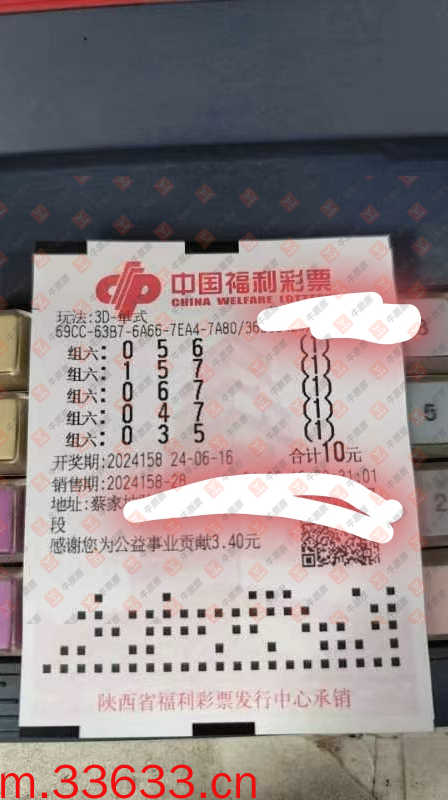 中国福利彩票
CHINA WELFARE LOTTERY
玩法:3D-单式
69CC-63B7-6A66-7EA4-7A80/36
组六: 0 5 6 (1)
组六: 1 5 7 (1)
组六: 0 6 7 (1)
组六: 0 4 7 (1)
组六: 0 3 5 (1)
开奖期:2024158 24-06-16 合计10元
销售期:2024158-28 21:01
地址:蔡家
段
感谢您为公益事业贡献3.40元
陕西省福利彩票发行中心承销
m.33633.cn
5
2